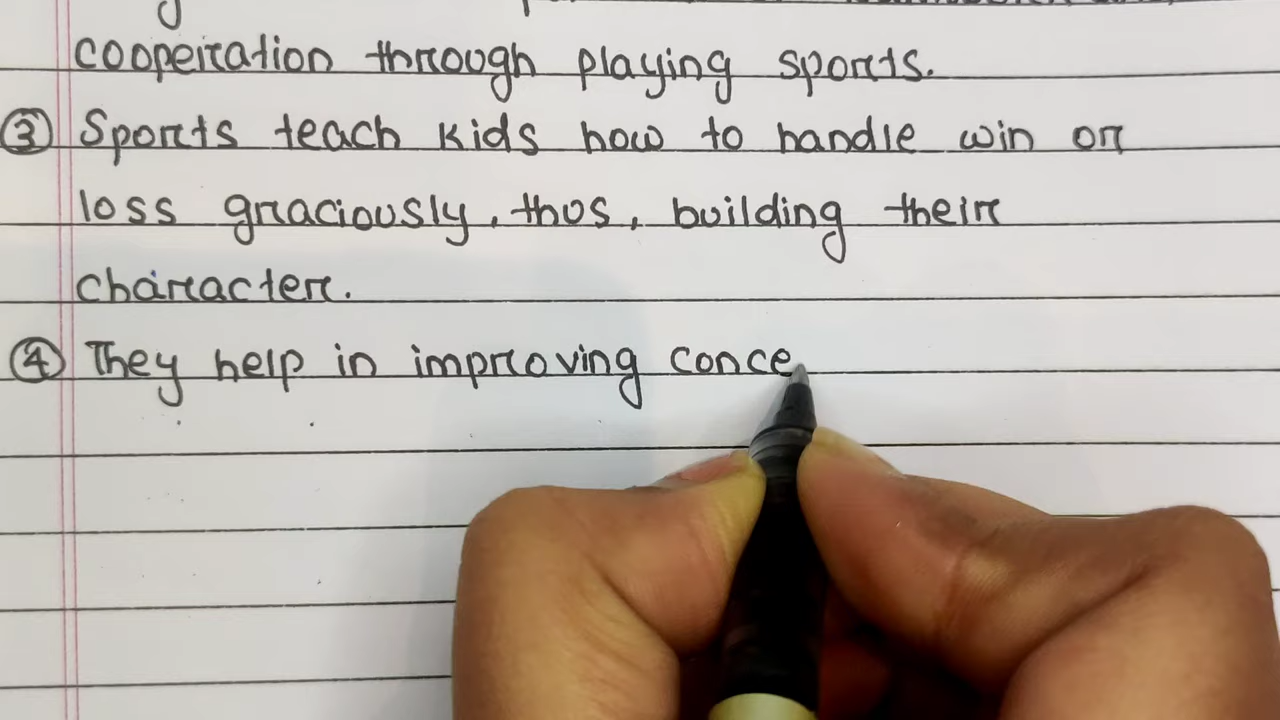 cooperation through playing sports.
③ Sports teach kids how to handle win or
loss graciously, thus, building their
character.
④ They help in improving conce